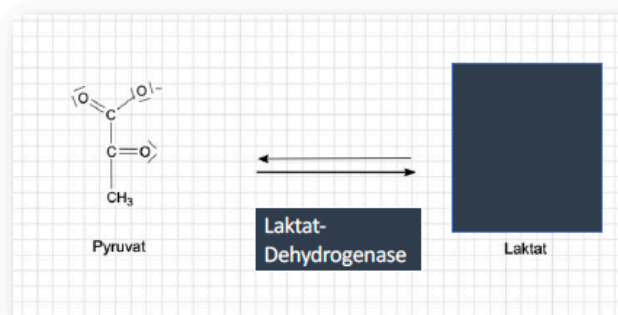 O O-
C
C=O
CH₃
Pyruvat
Laktat-
Dehydrogenase
Laktat